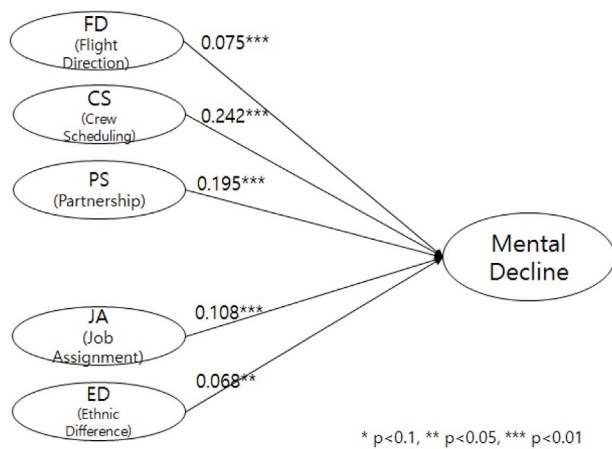 FD
(Flight
Direction)
0.075***
CS
(Crew
Scheduling)
0.242***
PS
(Partnership)
0.195***
Mental
Decline
JA
(Job
Assignment)
0.108***
ED
(Ethnic
Difference)
0.068**
* p<0.1, ** p<0.05, *** p<0.01